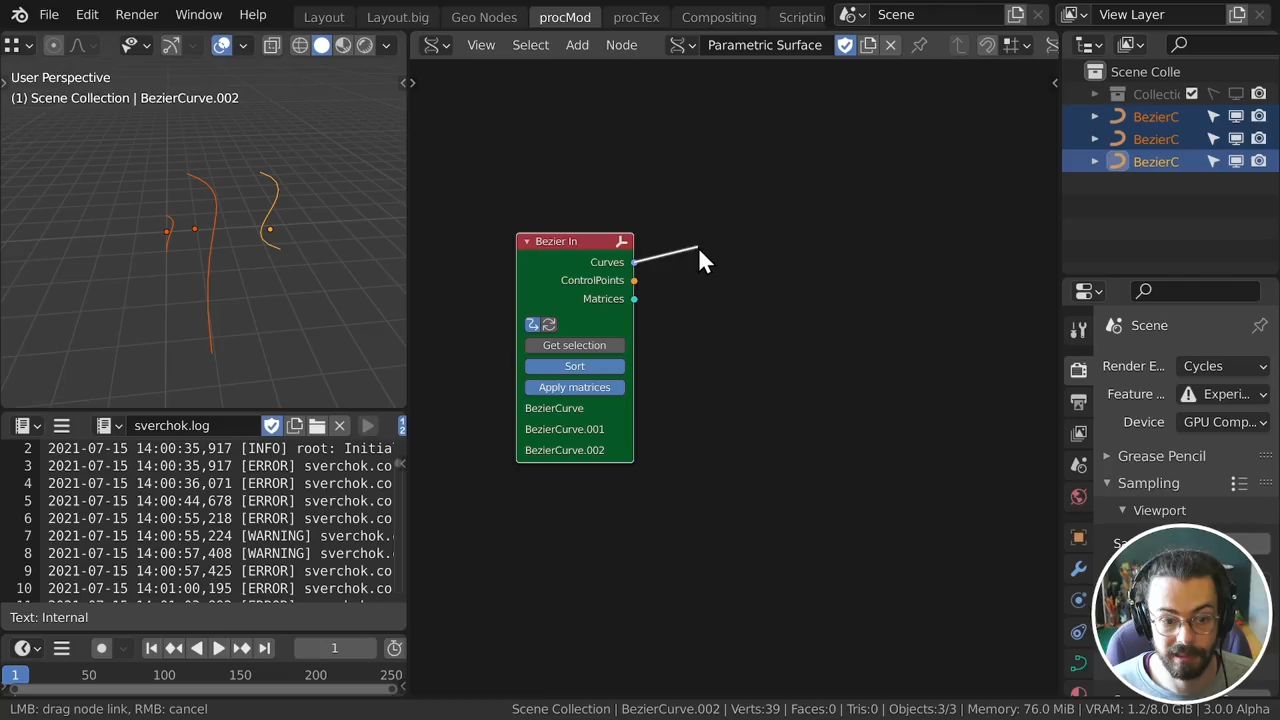 File Edit Render Window Help Layout Layout.big Geo Nodes procMod procTex Compositing Scripting Scene View Layer
View Select Add Node Parametric Surface
User Perspective
(1) Scene Collection | BezierCurve.002
Scene Colle
Collectic
BezierC
BezierC
BezierC
Bezier In
Curves
ControlPoints
Matrices
Get selection
Sort
Apply matrices
BezierCurve
BezierCurve.001
BezierCurve.002
Scene
Render E... Cycles
Feature ... Experi...
Device GPU Comp...
Grease Pencil
Sampling
Viewport
sverchok.log
2 2021-07-15 14:00:35,917 [INFO] root: Initia
3 2021-07-15 14:00:35,917 [ERROR] sverchok.co
4 2021-07-15 14:00:36,071 [ERROR] sverchok.co
5 2021-07-15 14:00:44,678 [ERROR] sverchok.co
6 2021-07-15 14:00:55,218 [ERROR] sverchok.co
7 2021-07-15 14:00:55,224 [WARNING] sverchok.
8 2021-07-15 14:00:57,408 [WARNING] sverchok.
9 2021-07-15 14:00:57,425 [ERROR] sverchok.co
10 2021-07-15 14:01:00,195 [ERROR] sverchok.co
Text: Internal
1
1 50 100 150 200 250
LMB: drag node link, RMB: cancel
Scene Collection | BezierCurve.002 | Verts:39 | Faces:0 | Tris:0 | Objects:3/3 | Memory: 76.0 MiB | VRAM: 1.2/8.0 GiB | 3.0.0 Alpha